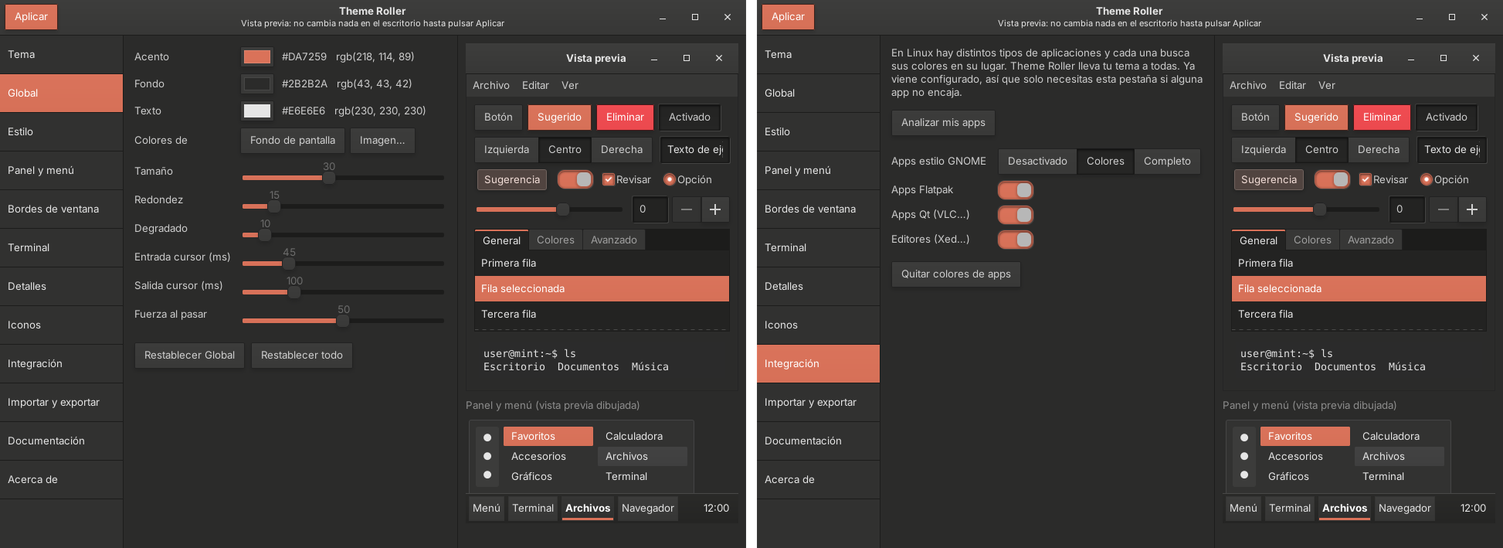 Aplicar
Theme Roller
Vista previa: no cambia nada en el escritorio hasta pulsar Aplicar
Tema
Global
Estilo
Panel y menú
Bordes de ventana
Terminal
Detalles
Iconos
Integración
Importar y exportar
Documentación
Acerca de
Acento #DA7259 rgb(218, 114, 89)
Fondo #2B2B2A rgb(43, 43, 42)
Texto #E6E6E6 rgb(230, 230, 230)
Colores de Fondo de pantalla Imagen...
Tamaño 30
Redondez 15
Degradado 10
Entrada cursor (ms) 45
Salida cursor (ms) 100
Fuerza al pasar 50
Restablecer Global Restablecer todo
Vista previa
Archivo Editar Ver
Botón Sugerido Eliminar Activado
Izquierda Centro Derecha Texto de eje
Sugerencia Revisar Opción
0
General Colores Avanzado
Primera fila
Fila seleccionada
Tercera fila
user@mint:~$ ls
Escritorio Documentos Música
Panel y menú (vista previa dibujada)
Favoritos Calculadora
Accesorios Archivos
Gráficos Terminal
Menú Terminal Archivos Navegador 12:00
Aplicar
Theme Roller
Vista previa: no cambia nada en el escritorio hasta pulsar Aplicar
Tema
Global
Estilo
Panel y menú
Bordes de ventana
Terminal
Detalles
Iconos
Integración
Importar y exportar
Documentación
Acerca de
En Linux hay distintos tipos de aplicaciones y cada una busca
sus colores en su lugar. Theme Roller lleva tu tema a todas. Ya
viene configurado, así que solo necesitas esta pestaña si alguna
app no encaja.
Analizar mis apps
Apps estilo GNOME Desactivado Colores Completo
Apps Flatpak
Apps Qt (VLC...)
Editores (Xed...)
Quitar colores de apps
Vista previa
Archivo Editar Ver
Botón Sugerido Eliminar Activado
Izquierda Centro Derecha Texto de eje
Sugerencia Revisar Opción
0
General Colores Avanzado
Primera fila
Fila seleccionada
Tercera fila
user@mint:~$ ls
Escritorio Documentos Música
Panel y menú (vista previa dibujada)
Favoritos Calculadora
Accesorios Archivos
Gráficos Terminal
Menú Terminal Archivos Navegador 12:00